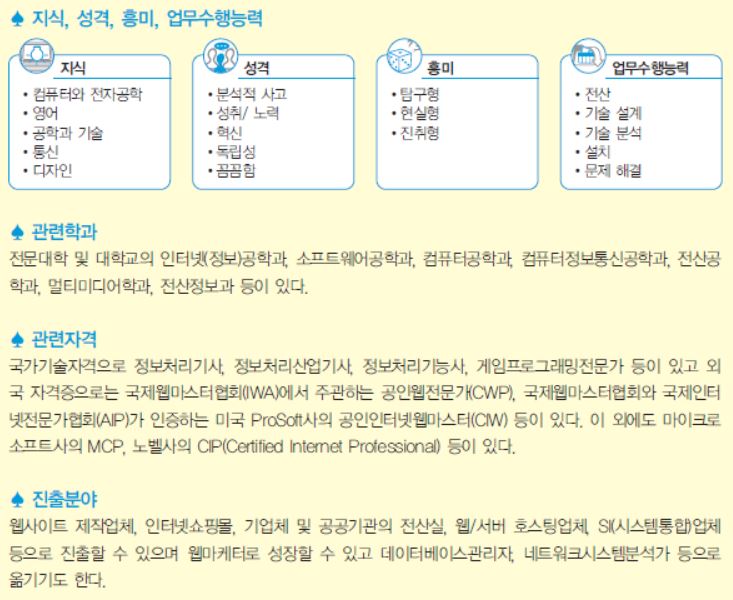 ♠ 지식, 성격, 흥미, 업무수행능력
지식
• 컴퓨터와 전자공학
• 영어
• 공학과 기술
• 통신
• 디자인
성격
• 분석적 사고
• 성취/ 노력
• 혁신
• 독립성
• 꼼꼼함
흥미
• 탐구형
• 현실형
• 진취형
업무수행능력
• 전산
• 기술 설계
• 기술 분석
• 설치
• 문제 해결
♠ 관련학과
전문대학 및 대학교의 인터넷(정보)공학과, 소프트웨어공학과, 컴퓨터공학과, 컴퓨터정보통신공학과, 전산공
학과, 멀티미디어학과, 전산정보과 등이 있다.
♠ 관련자격
국가기술자격으로 정보처리기사, 정보처리산업기사, 정보처리기능사, 게임프로그래밍전문가 등이 있고 외
국 자격증으로는 국제웹마스터협회(IWA)에서 주관하는 공인웹전문가(CWP), 국제웹마스터협회와 국제인터
넷전문가협회(AIP)가 인증하는 미국 ProSoft사의 공인인터넷웹마스터(CIW) 등이 있다. 이 외에도 마이크로
소프트사의 MCP, 노벨사의 CIP(Certified Internet Professional) 등이 있다.
♠ 진출분야
웹사이트 제작업체, 인터넷쇼핑몰, 기업체 및 공공기관의 전산실, 웹/서버 호스팅업체, SI(시스템통합)업체
등으로 진출할 수 있으며 웹마케터로 성장할 수 있고 데이터베이스관리자, 네트워크시스템분석가 등으로
옮기기도 한다.